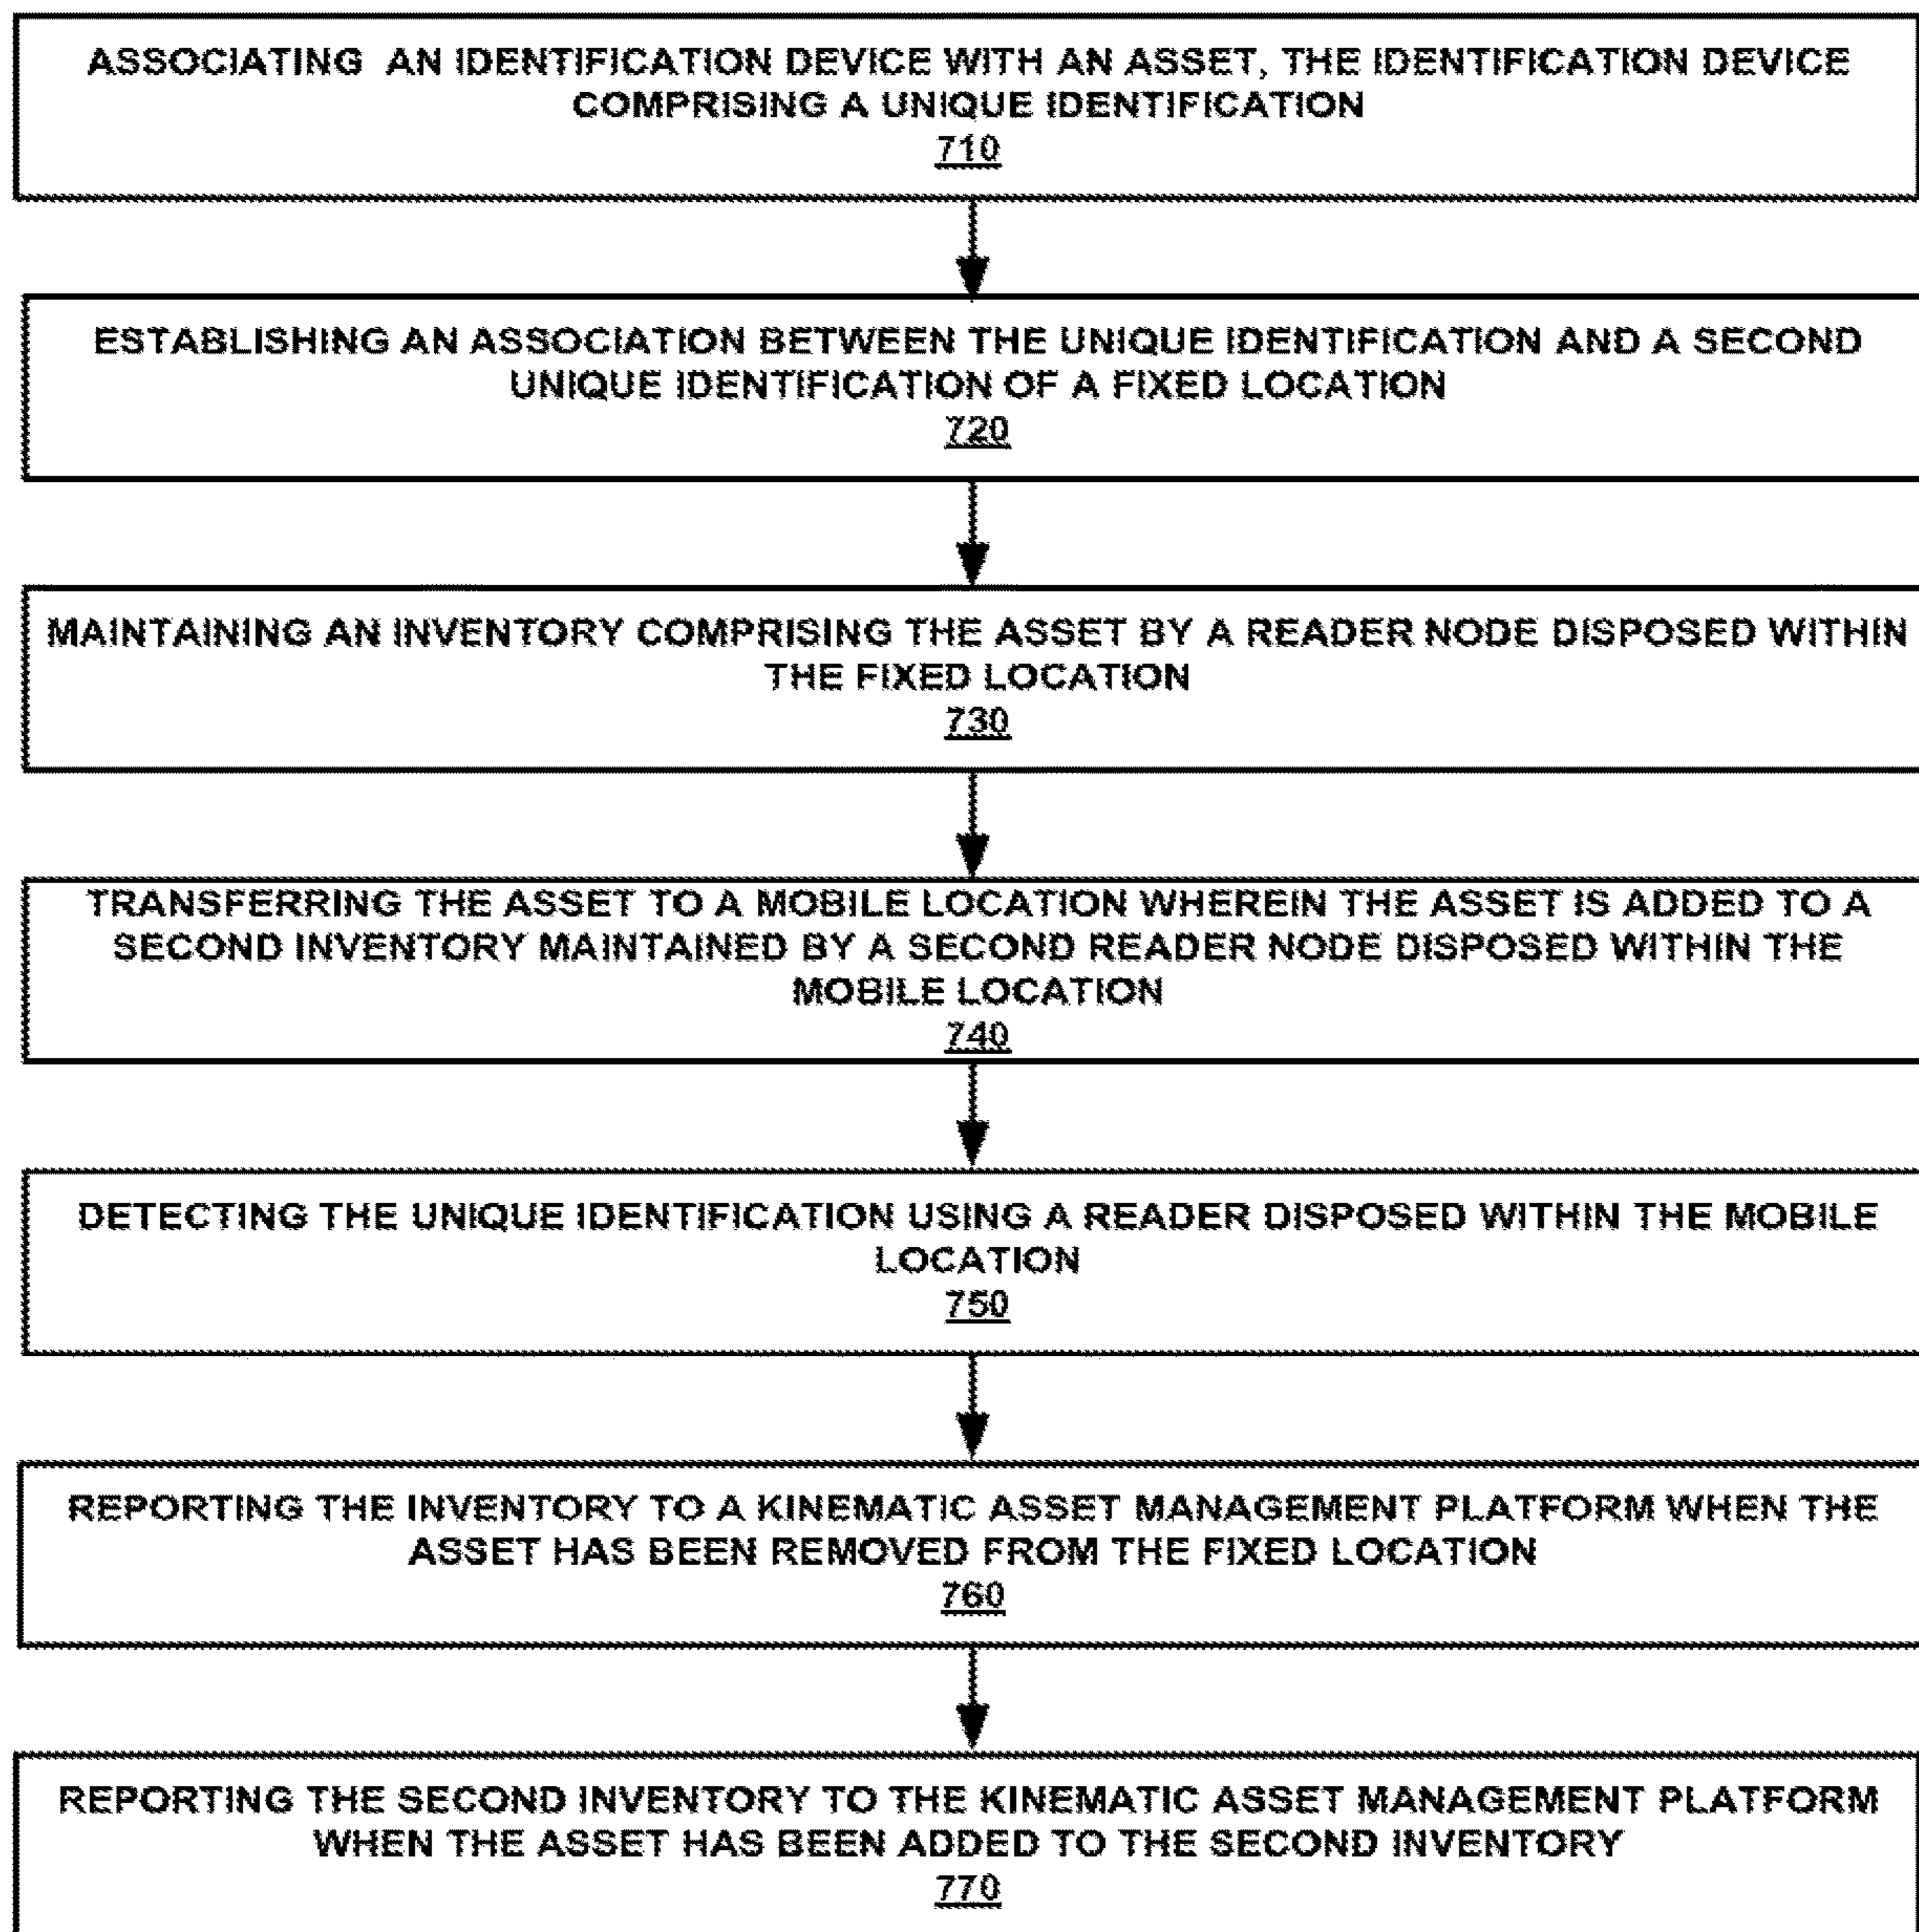 ASSOCIATING AN IDENTIFICATION DEVICE WITH AN ASSET, THE IDENTIFICATION DEVICE
COMPRISING A UNIQUE IDENTIFICATION
710
ESTABLISHING AN ASSOCIATION BETWEEN THE UNIQUE IDENTIFICATION AND A SECOND
UNIQUE IDENTIFICATION OF A FIXED LOCATION
720
MAINTAINING AN INVENTORY COMPRISING THE ASSET BY A READER NODE DISPOSED WITHIN
THE FIXED LOCATION
730
TRANSFERRING THE ASSET TO A MOBILE LOCATION WHEREIN THE ASSET IS ADDED TO A
SECOND INVENTORY MAINTAINED BY A SECOND READER NODE DISPOSED WITHIN THE
MOBILE LOCATION
740
DETECTING THE UNIQUE IDENTIFICATION USING A READER DISPOSED WITHIN THE MOBILE
LOCATION
750
REPORTING THE INVENTORY TO A KINEMATIC ASSET MANAGEMENT PLATFORM WHEN THE
ASSET HAS BEEN REMOVED FROM THE FIXED LOCATION
760
REPORTING THE SECOND INVENTORY TO THE KINEMATIC ASSET MANAGEMENT PLATFORM
WHEN THE ASSET HAS BEEN ADDED TO THE SECOND INVENTORY
770